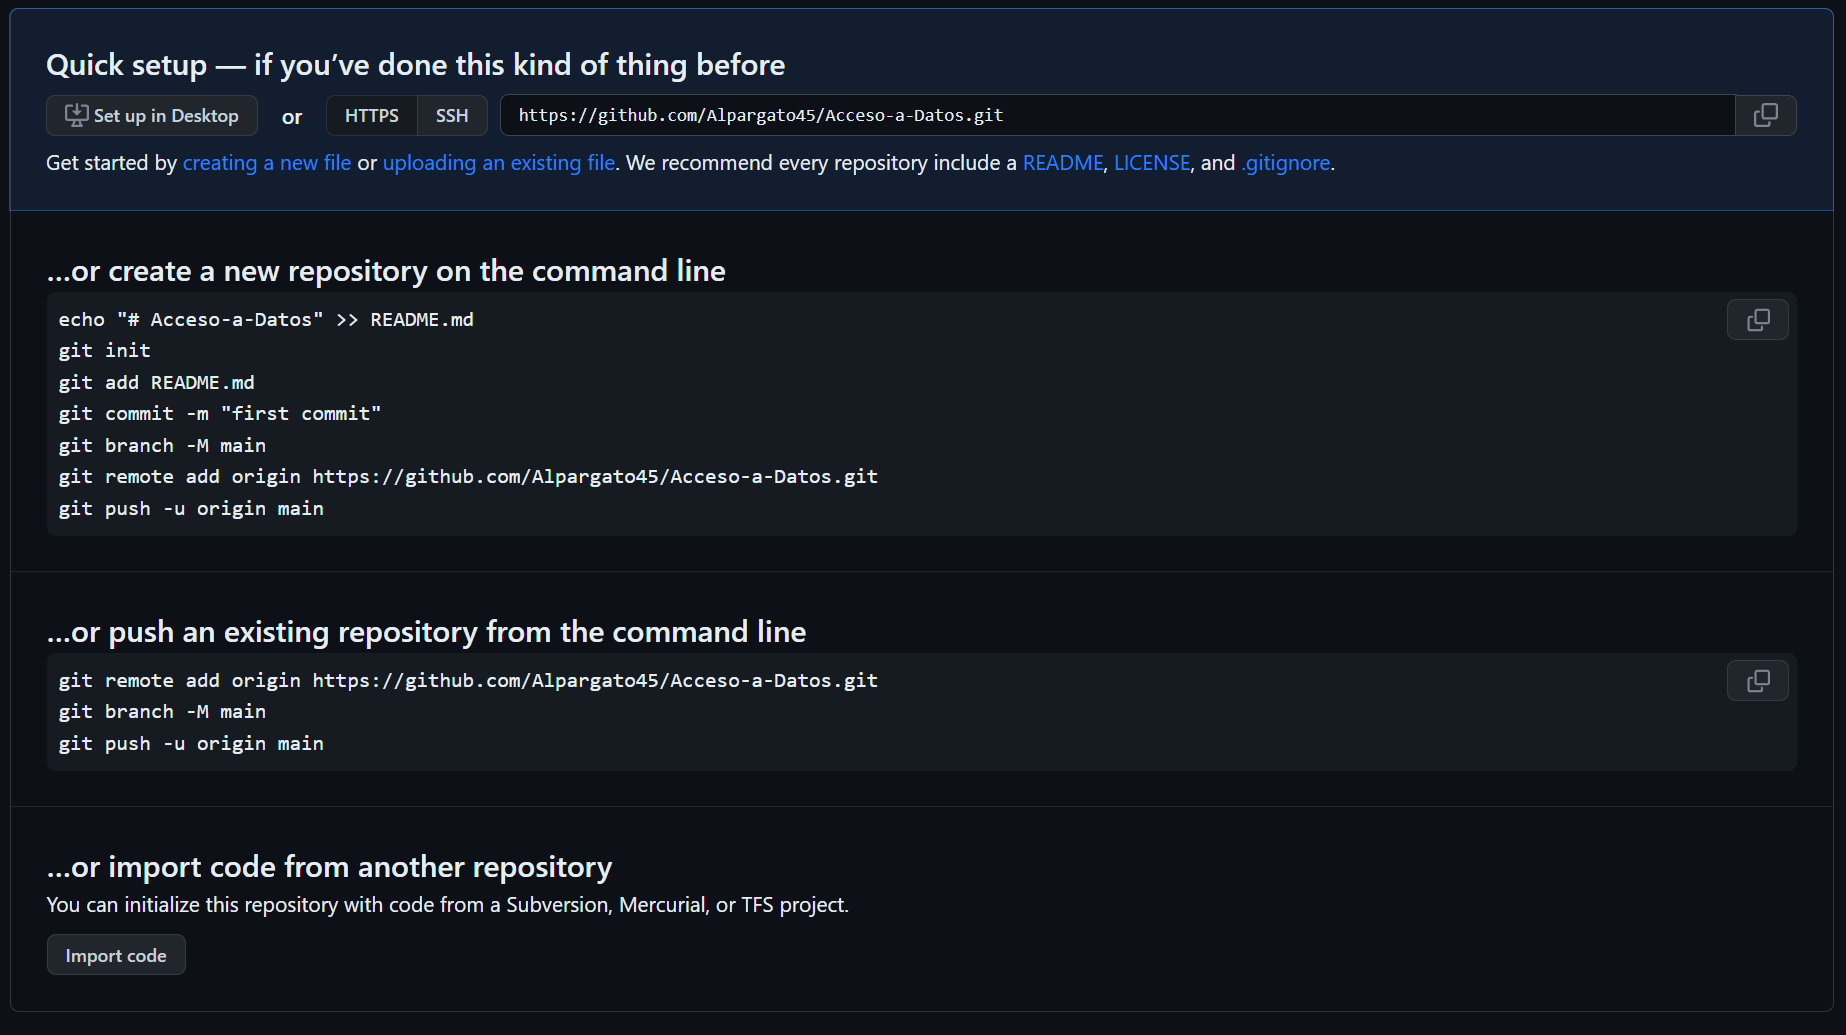 Quick setup — if you’ve done this kind of thing before
Set up in Desktop or HTTPS SSH https://github.com/Alpargato45/Acceso-a-Datos.git
Get started by creating a new file or uploading an existing file. We recommend every repository include a README, LICENSE, and .gitignore.
…or create a new repository on the command line
echo "# Acceso-a-Datos" >> README.md
git init
git add README.md
git commit -m "first commit"
git branch -M main
git remote add origin https://github.com/Alpargato45/Acceso-a-Datos.git
git push -u origin main
…or push an existing repository from the command line
git remote add origin https://github.com/Alpargato45/Acceso-a-Datos.git
git branch -M main
git push -u origin main
…or import code from another repository
You can initialize this repository with code from a Subversion, Mercurial, or TFS project.
Import code